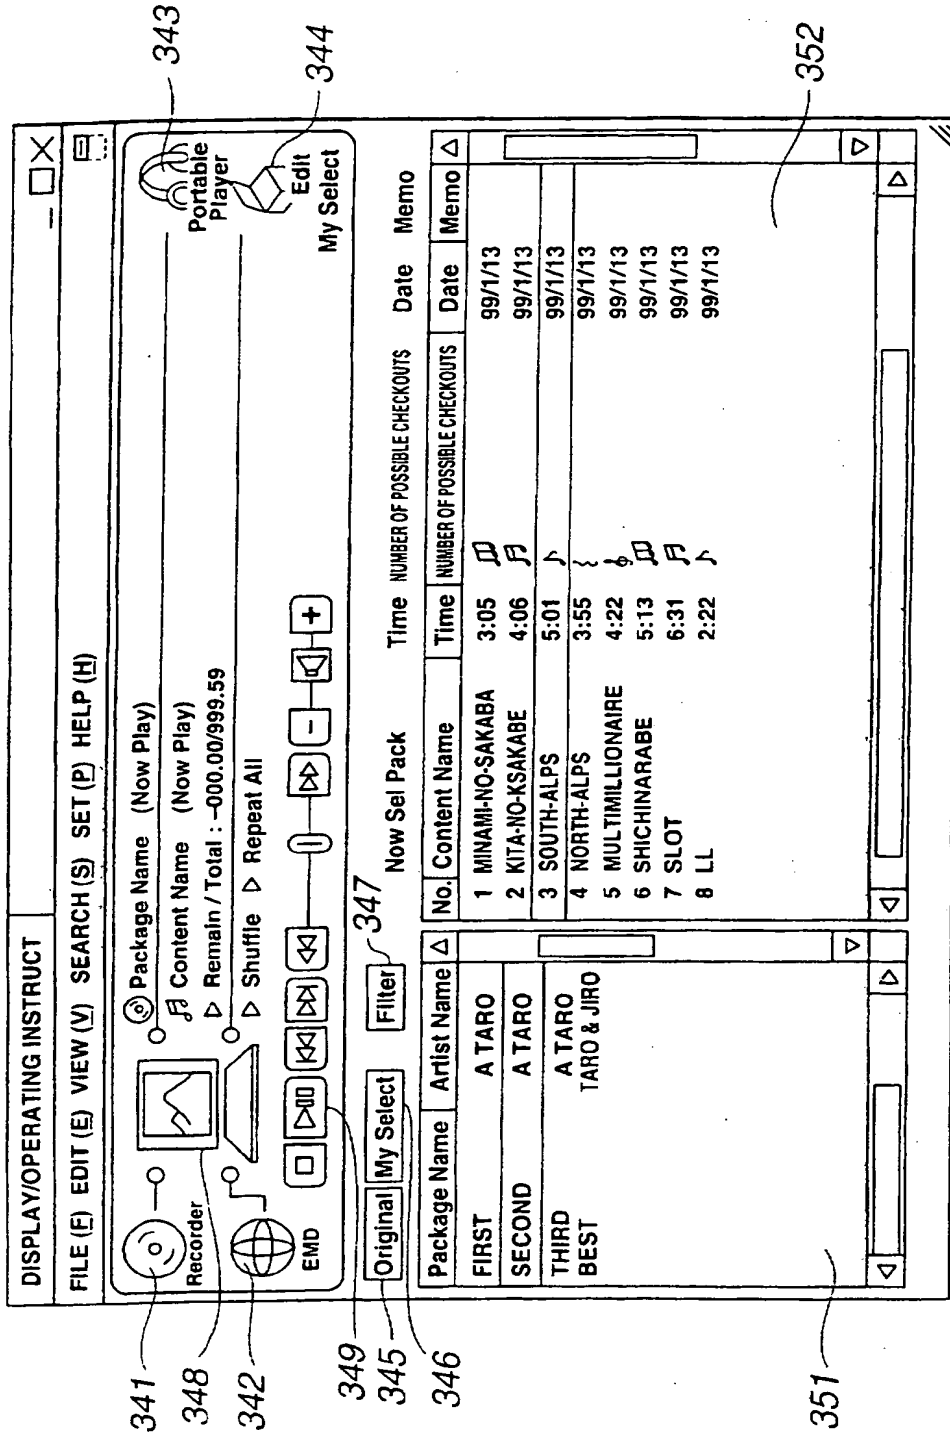 DISPLAY/OPERATING INSTRUCT
FILE (F) EDIT (E) VIEW (V) SEARCH (S) SET (P) HELP (H)
341
348
342
349
345
346
351
343
344
352
347
Recorder
EMD
Package Name (Now Play)
Content Name (Now Play)
Remain / Total : –000.00/999.59
Shuffle Repeat All
Portable
Player
Edit
My Select
Original My Select Filter
Now Sel Pack Time NUMBER OF POSSIBLE CHECKOUTS Date Memo
Package Name Artist Name
FIRST A TARO
SECOND A TARO
THIRD A TARO
BEST TARO & JIRO
No. Content Name Time NUMBER OF POSSIBLE CHECKOUTS Date Memo
1 MINAMI-NO-SAKABA 3:05 99/1/13
2 KITA-NO-KSAKABE 4:06 99/1/13
3 SOUTH-ALPS 5:01 99/1/13
4 NORTH-ALPS 3:55 99/1/13
5 MULTIMILLIONAIRE 4:22 99/1/13
6 SHICHINARABE 5:13 99/1/13
7 SLOT 6:31 99/1/13
8 LL 2:22 99/1/13